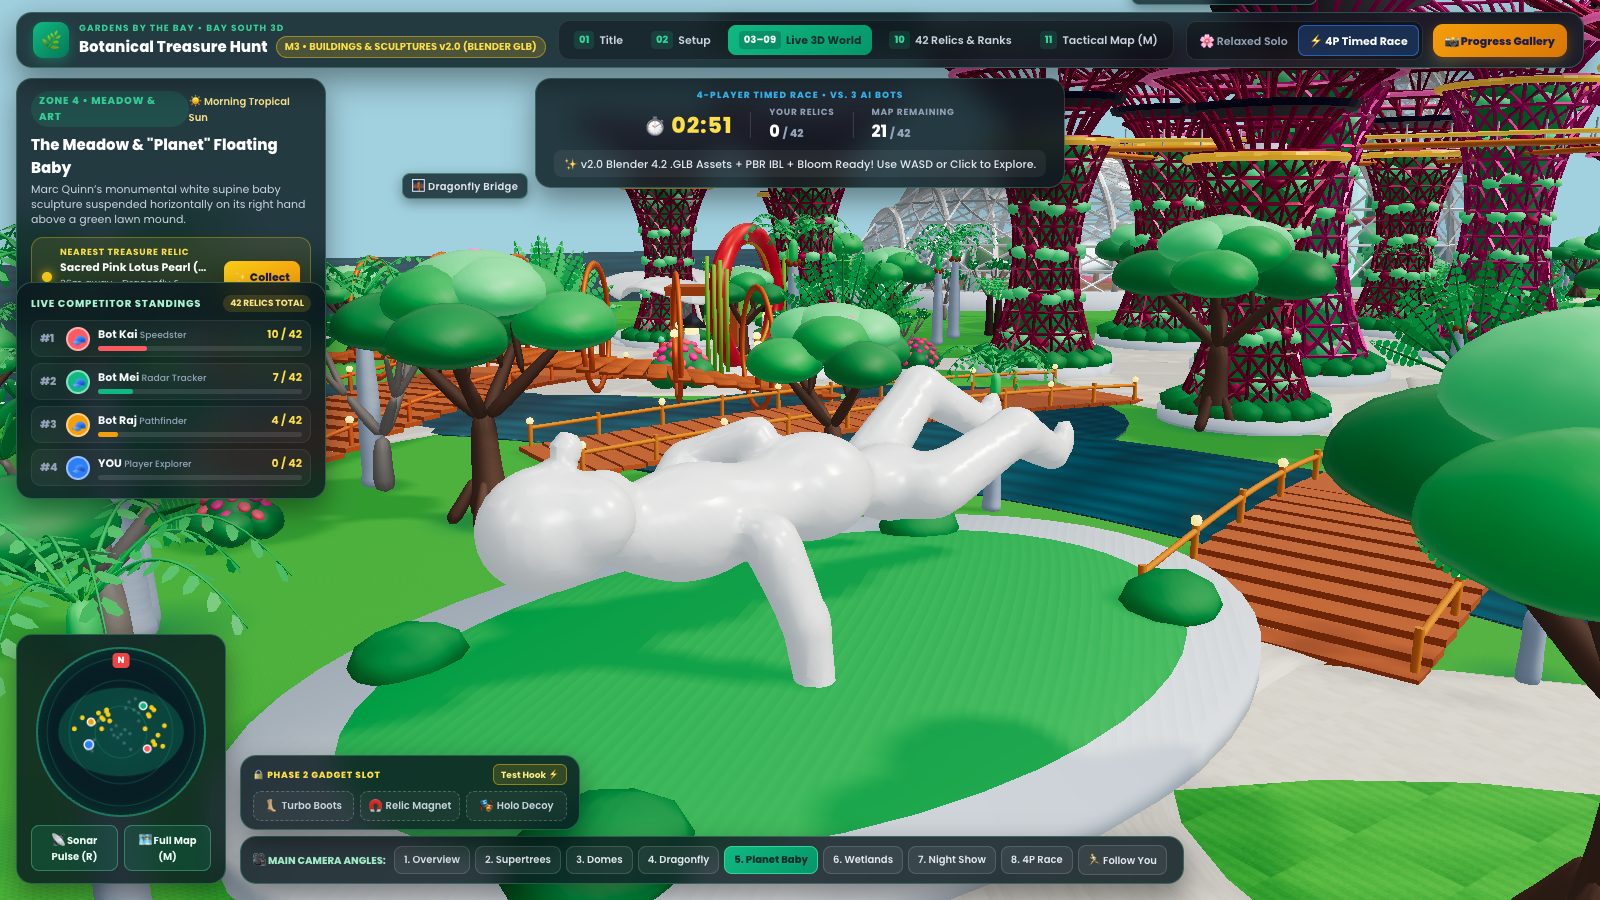 GARDENS BY THE BAY • BAY SOUTH 3D
Botanical Treasure Hunt
M3 • BUILDINGS & SCULPTURES v2.0 (BLENDER GLB)
01 Title
02 Setup
03–09 Live 3D World
10 42 Relics & Ranks
11 Tactical Map (M)
🌸 Relaxed Solo
⚡ 4P Timed Race
📸Progress Gallery
ZONE 4 • MEADOW &
ART
☀️ Morning Tropical
Sun
The Meadow & "Planet" Floating
Baby
Marc Quinn's monumental white supine baby
sculpture suspended horizontally on its right hand
above a green lawn mound.
NEAREST TREASURE RELIC
Sacred Pink Lotus Pearl (...
Collect
LIVE COMPETITOR STANDINGS
42 RELICS TOTAL
#1 Bot Kai Speedster 10 / 42
#2 Bot Mei Radar Tracker 7 / 42
#3 Bot Raj Pathfinder 4 / 42
#4 YOU Player Explorer 0 / 42
4-PLAYER TIMED RACE • VS. 3 AI BOTS
⏱️ 02:51
YOUR RELICS
0 / 42
MAP REMAINING
21 / 42
✨ v2.0 Blender 4.2 .GLB Assets + PBR IBL + Bloom Ready! Use WASD or Click to Explore.
🌉 Dragonfly Bridge
N
📡 Sonar
Pulse (R)
🗺️ Full Map
(M)
🔒 PHASE 2 GADGET SLOT
Test Hook ⚡
👢 Turbo Boots
🧲 Relic Magnet
🎭 Holo Decoy
🎥 MAIN CAMERA ANGLES:
1. Overview
2. Supertrees
3. Domes
4. Dragonfly
5. Planet Baby
6. Wetlands
7. Night Show
8. 4P Race
🏃 Follow You